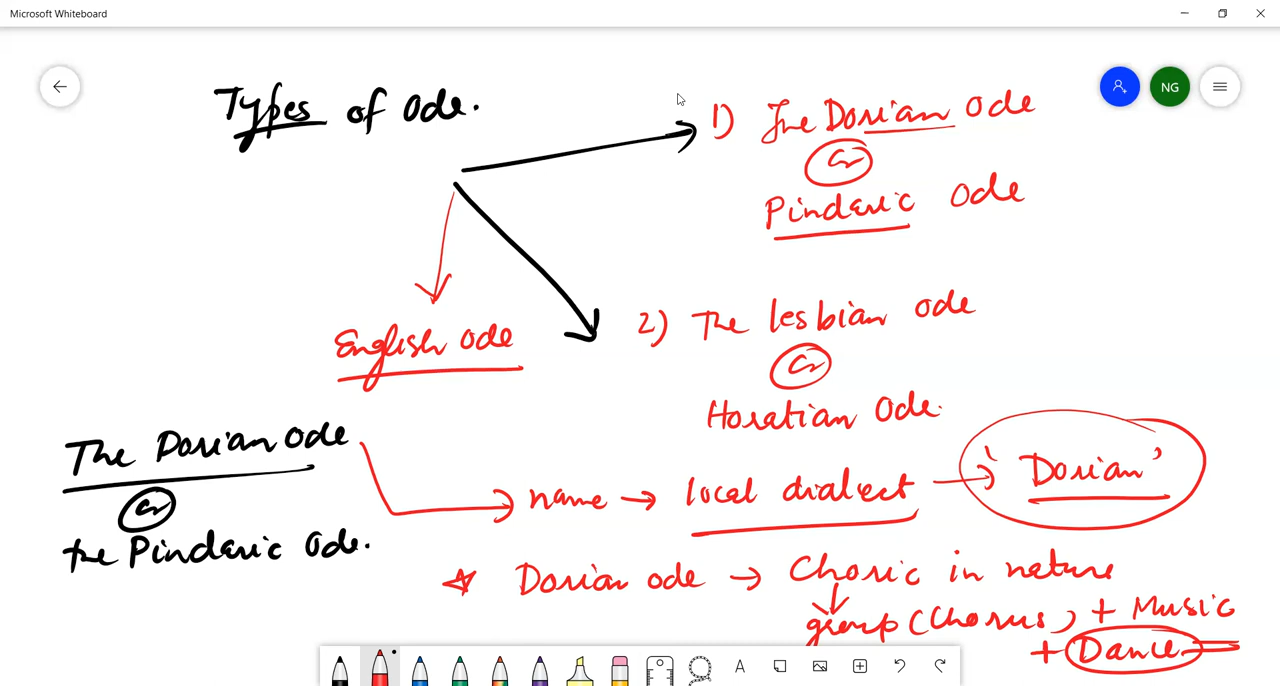 Microsoft Whiteboard
NG
Types of Ode.
1) The Dorian Ode
or
Pindaric Ode
2) The lesbian ode
or
Horatian Ode.
English Ode
The Dorian Ode
or
the Pindaric Ode.
name → local dialect → 'Dorian'
Dorian ode → Choric in nature
group (Chorus) + Music
+ Dance
A